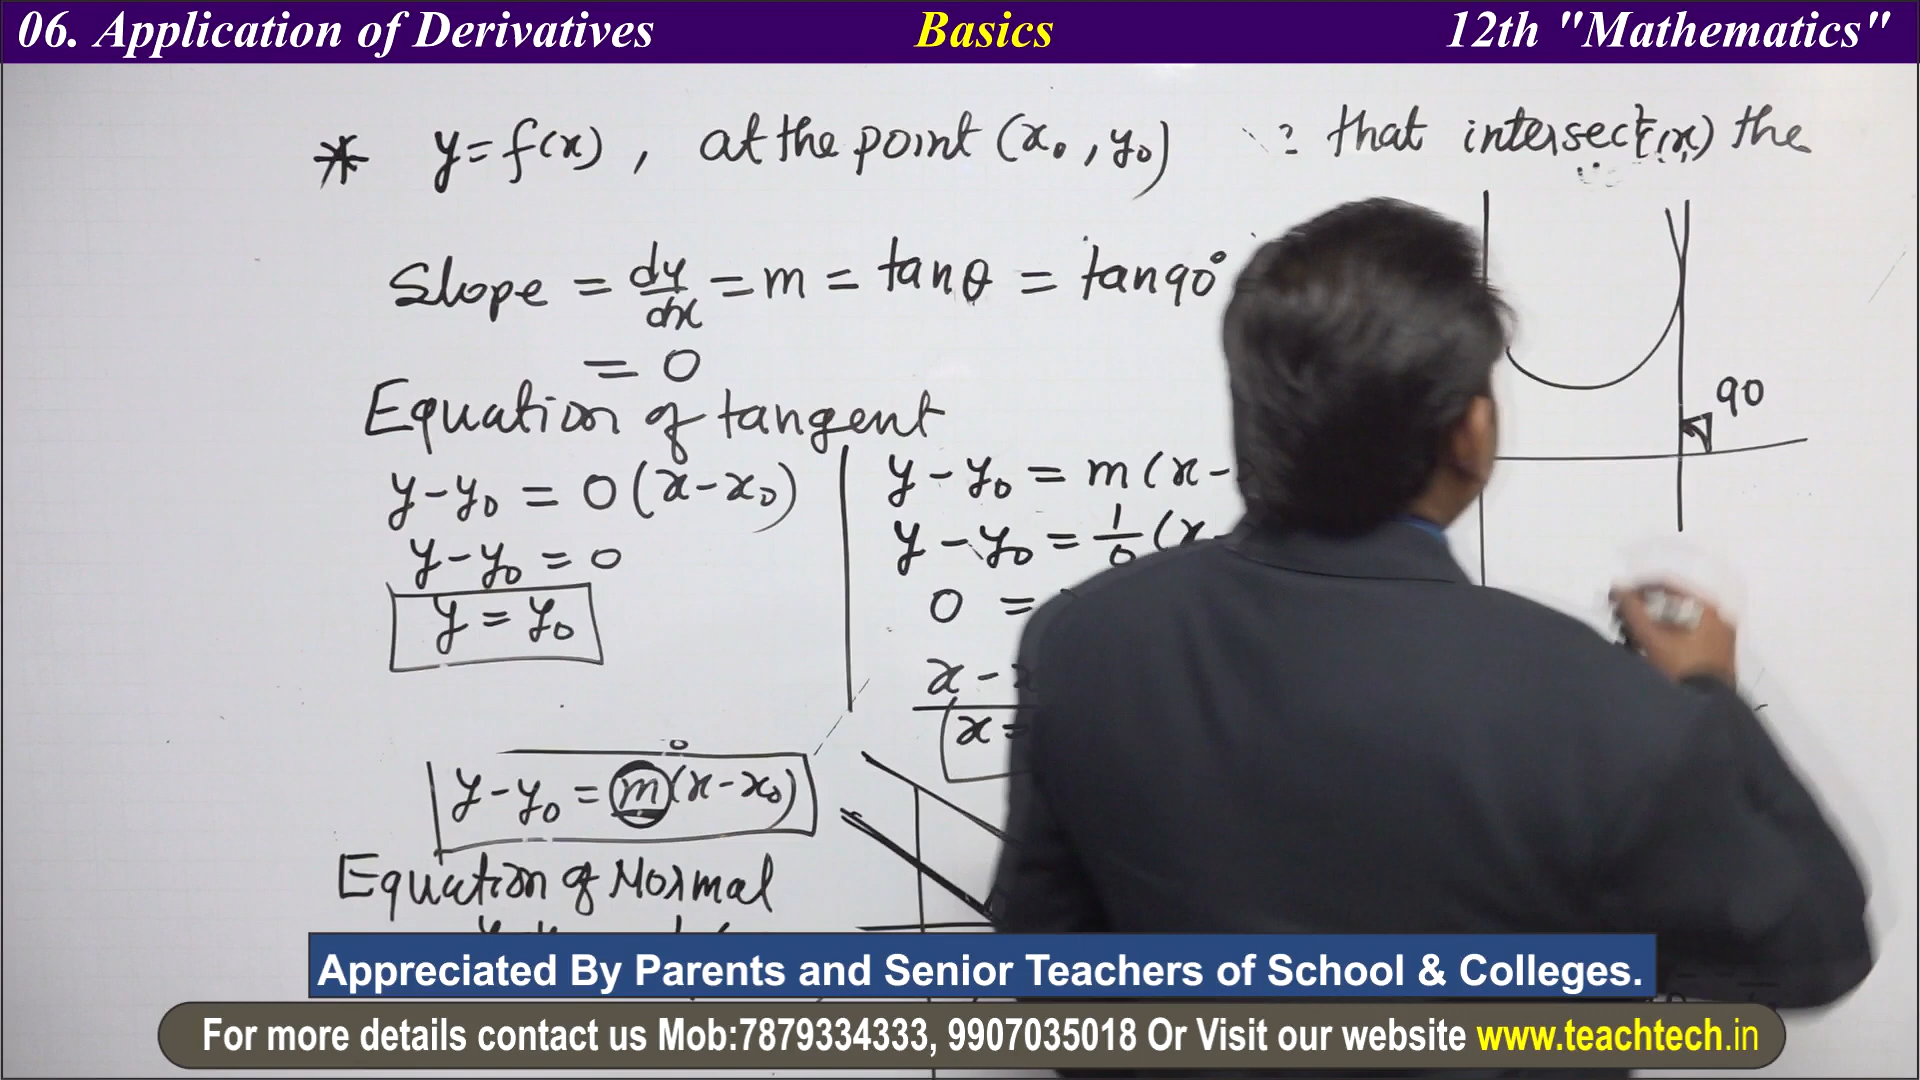 06. Application of Derivatives Basics 12th "Mathematics"
* y = f(x) , at the point (x₀ , y₀) that intersect the
Slope = dy/dx = m = tanθ = tan90°
= 0
90
Equation of tangent
y - y₀ = 0 (x - x₀)
y - y₀ = 0
y = y₀
y - y₀ = m (x -
y - y₀ = 1/0 (x -
0 =
x -
x =
0
y - y₀ = m (x - x₀)
Equation of Normal
Appreciated By Parents and Senior Teachers of School & Colleges.
For more details contact us Mob:7879334333, 9907035018 Or Visit our website www.teachtech.in